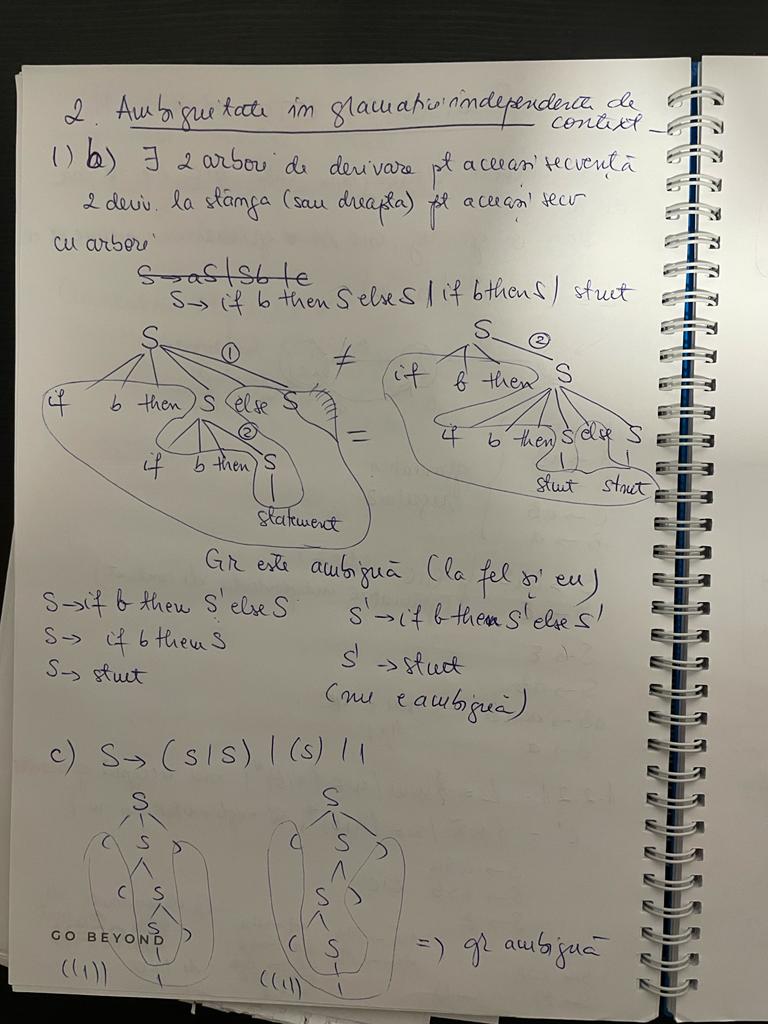 2. Ambiguitate în gramatici independente de
context
1) b) ∃ 2 arbori de derivare pt aceeași secvență
2 deriv. la stânga (sau dreapta) pt aceeași secv
cu arbori
S→aS|Sb|e
S→ if b then S else S | if b then S | stmt
S ① ≠ S ②
if b then S else S = if b then S
② if b then S else S
if b then S stmt stmt
statement
Gr este ambiguă (la fel și eu)
S→if b then S' else S S'→if b then S' else S'
S→ if b then S
S→ stmt S' → stmt
(nu e ambiguă)
c) S→ (S|S) | (S) | 1
S S
( S ) ( S )
( S S )
S ) ( S
GO BEYOND
1 1
((1)) ((1)) => gr ambiguă